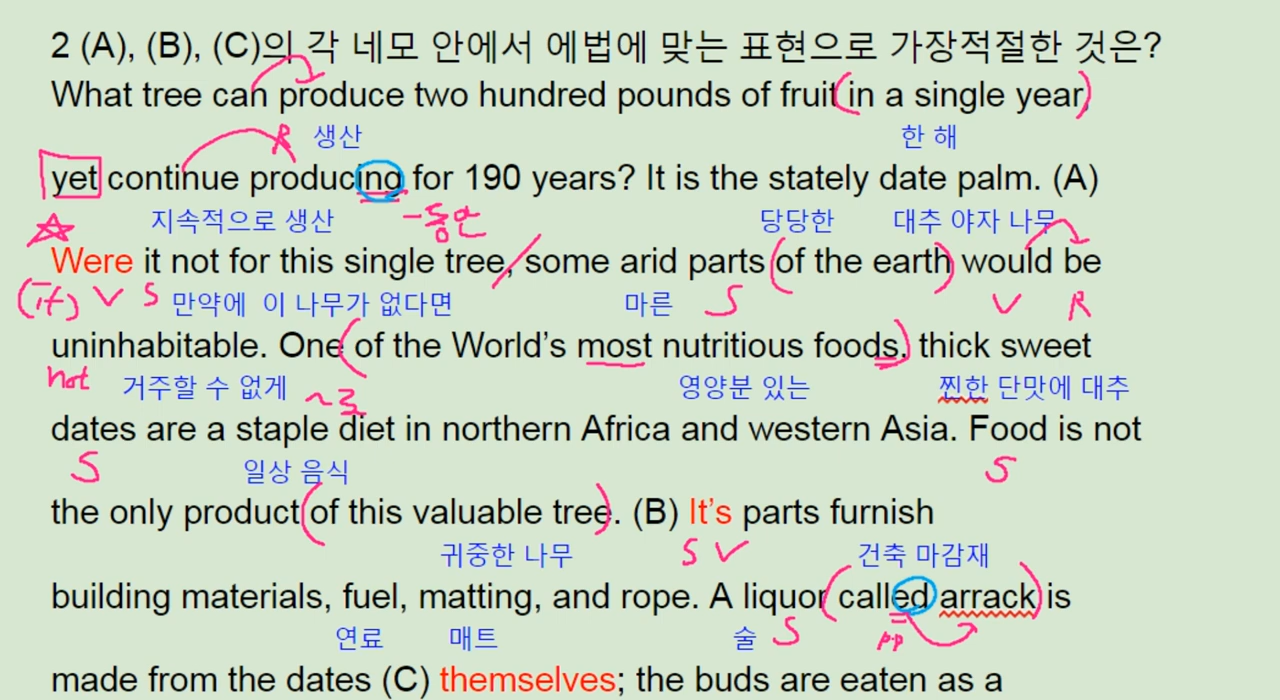 2 (A), (B), (C)의 각 네모 안에서 에법에 맞는 표현으로 가장적절한 것은?
What tree can produce two hundred pounds of fruit(in a single year)
R 생산 한 해
yet continue producing for 190 years? It is the stately date palm. (A)
지속적으로 생산 -동안 당당한 대추 야자 나무
Were it not for this single tree, / some arid parts (of the earth) would be
(if) V S 만약에 이 나무가 없다면 마른 S V R
uninhabitable. One (of the World's most nutritious foods,) thick sweet
not 거주할 수 없게 ~로 영양분 있는 찐한 단맛에 대추
dates are a staple diet in northern Africa and western Asia. Food is not
S 일상 음식 S
the only product (of this valuable tree). (B) It's parts furnish
귀중한 나무 S V 건축 마감재
building materials, fuel, matting, and rope. A liquor (called arrack) is
연료 매트 술 S p.p
made from the dates (C) themselves; the buds are eaten as a